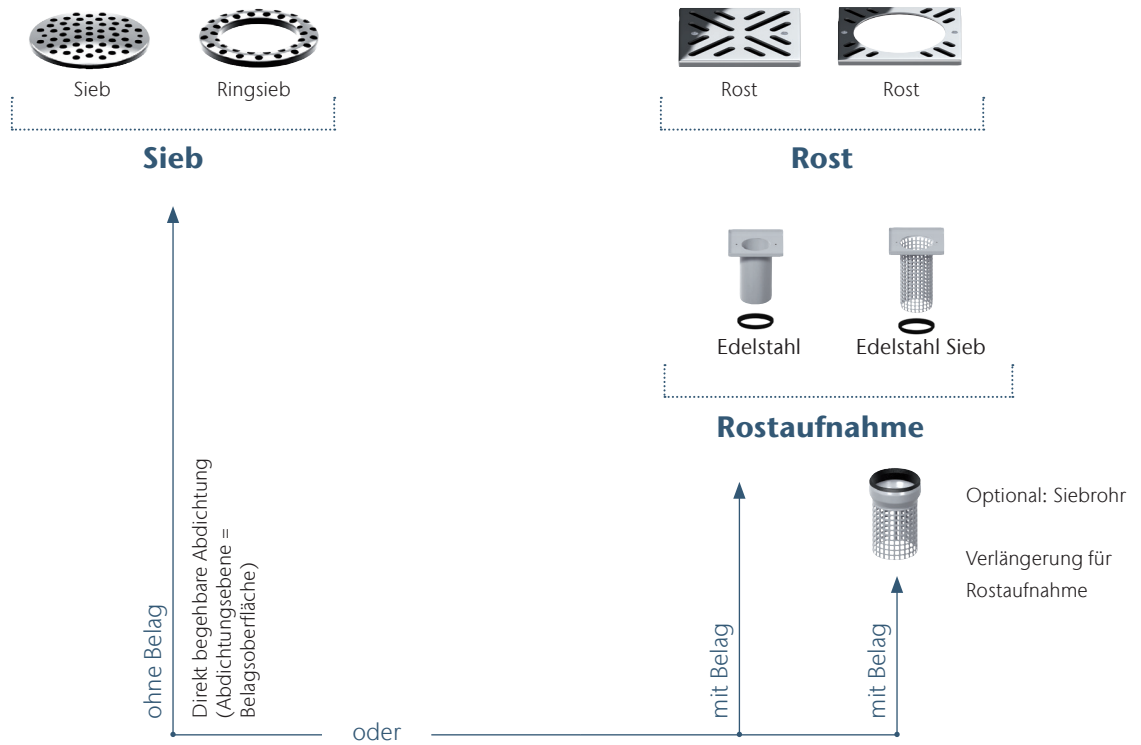 Sieb
Ringsieb
Rost
Rost
Sieb
Rost
Edelstahl
Edelstahl Sieb
Rostaufnahme
Optional: Siebrohr
Verlängerung für
Rostaufnahme
ohne Belag
Direkt begehbare Abdichtung
(Abdichtungsebene =
Belagsoberfläche)
mit Belag
mit Belag
oder